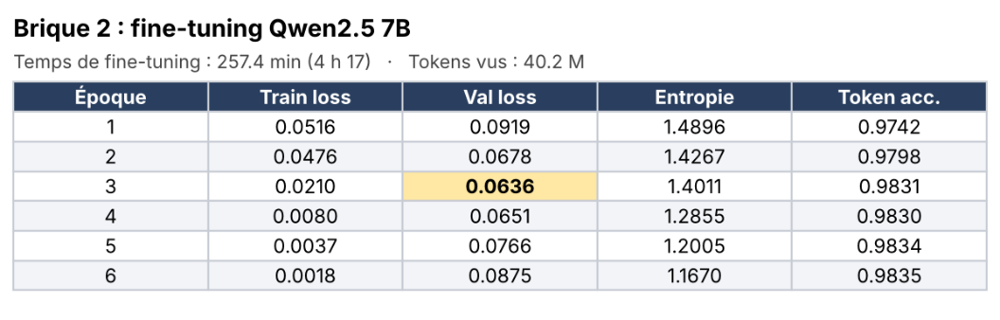 Brique 2 : fine-tuning Qwen2.5 7B
Temps de fine-tuning : 257.4 min (4 h 17) · Tokens vus : 40.2 M
Époque Train loss Val loss Entropie Token acc.
1 0.0516 0.0919 1.4896 0.9742
2 0.0476 0.0678 1.4267 0.9798
3 0.0210 0.0636 1.4011 0.9831
4 0.0080 0.0651 1.2855 0.9830
5 0.0037 0.0766 1.2005 0.9834
6 0.0018 0.0875 1.1670 0.9835